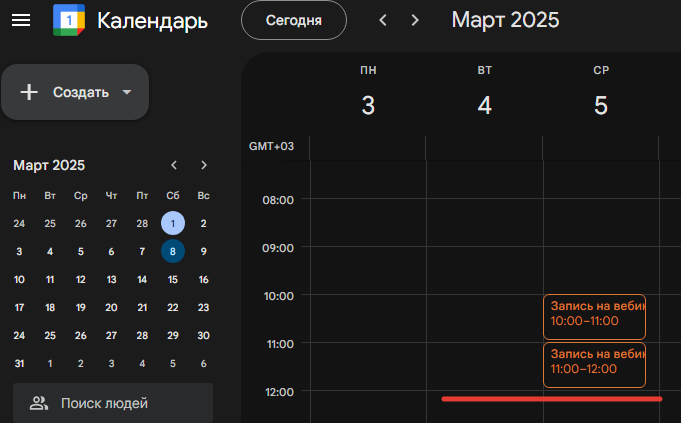 1
Календарь
Сегодня
Март 2025
Создать
ПН ВТ СР
3 4 5
GMT+03
Март 2025
Пн Вт Ср Чт Пт Сб Вс
24 25 26 27 28 1 2
3 4 5 6 7 8 9
10 11 12 13 14 15 16
17 18 19 20 21 22 23
24 25 26 27 28 29 30
31 1 2 3 4 5 6
Поиск людей
08:00
09:00
10:00
Запись на вебин
10:00–11:00
11:00
Запись на вебин
11:00–12:00
12:00